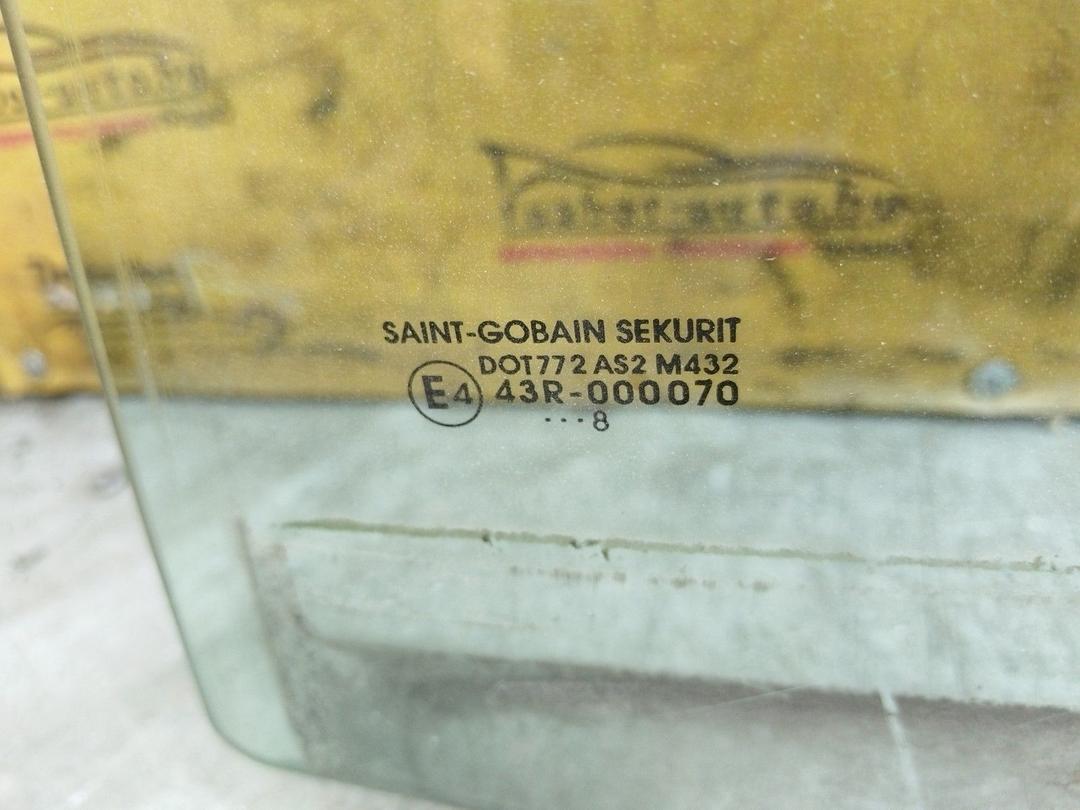 SAINT-GOBAIN SEKURIT
DOT772 AS2 M432
E4 43R-000070
...8